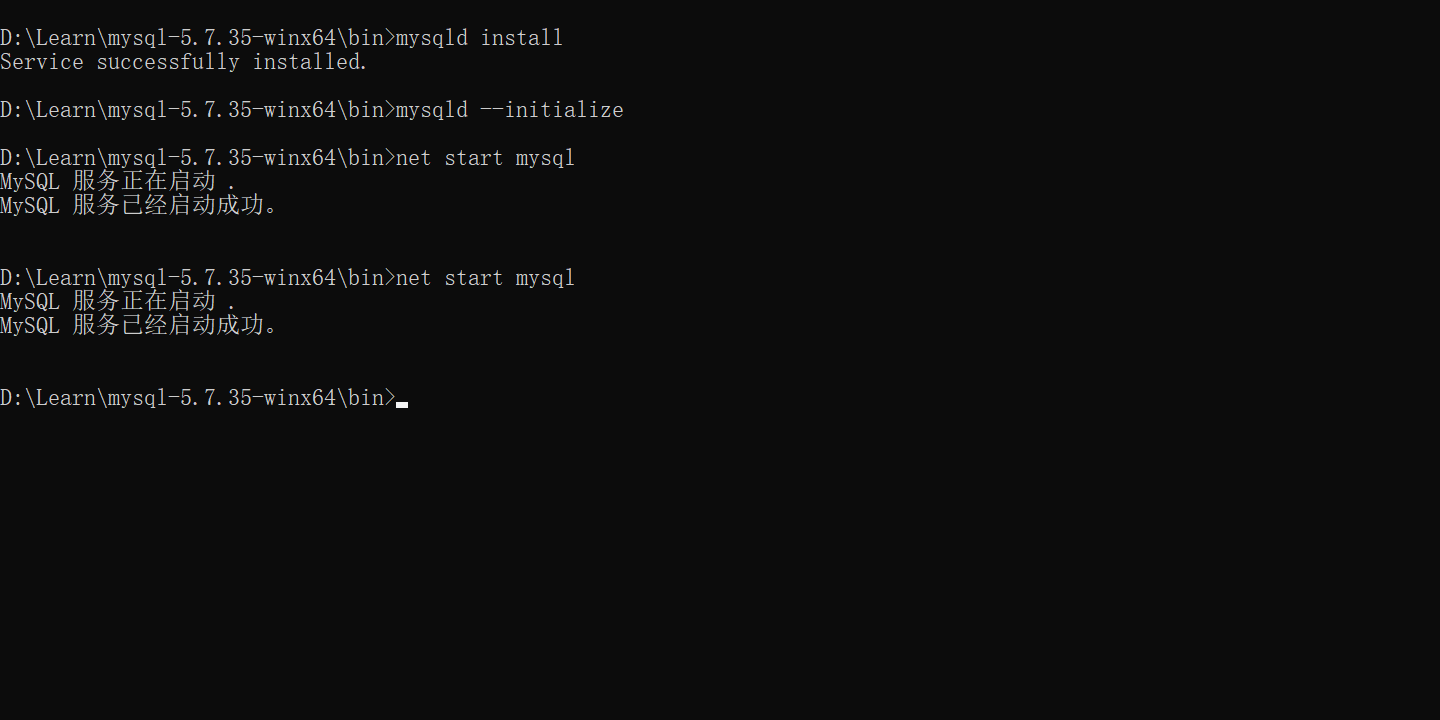 D:\Learn\mysql-5.7.35-winx64\bin>mysqld install
Service successfully installed.
D:\Learn\mysql-5.7.35-winx64\bin>mysqld --initialize
D:\Learn\mysql-5.7.35-winx64\bin>net start mysql
MySQL 服务正在启动 .
MySQL 服务已经启动成功。
D:\Learn\mysql-5.7.35-winx64\bin>net start mysql
MySQL 服务正在启动 .
MySQL 服务已经启动成功。
D:\Learn\mysql-5.7.35-winx64\bin>